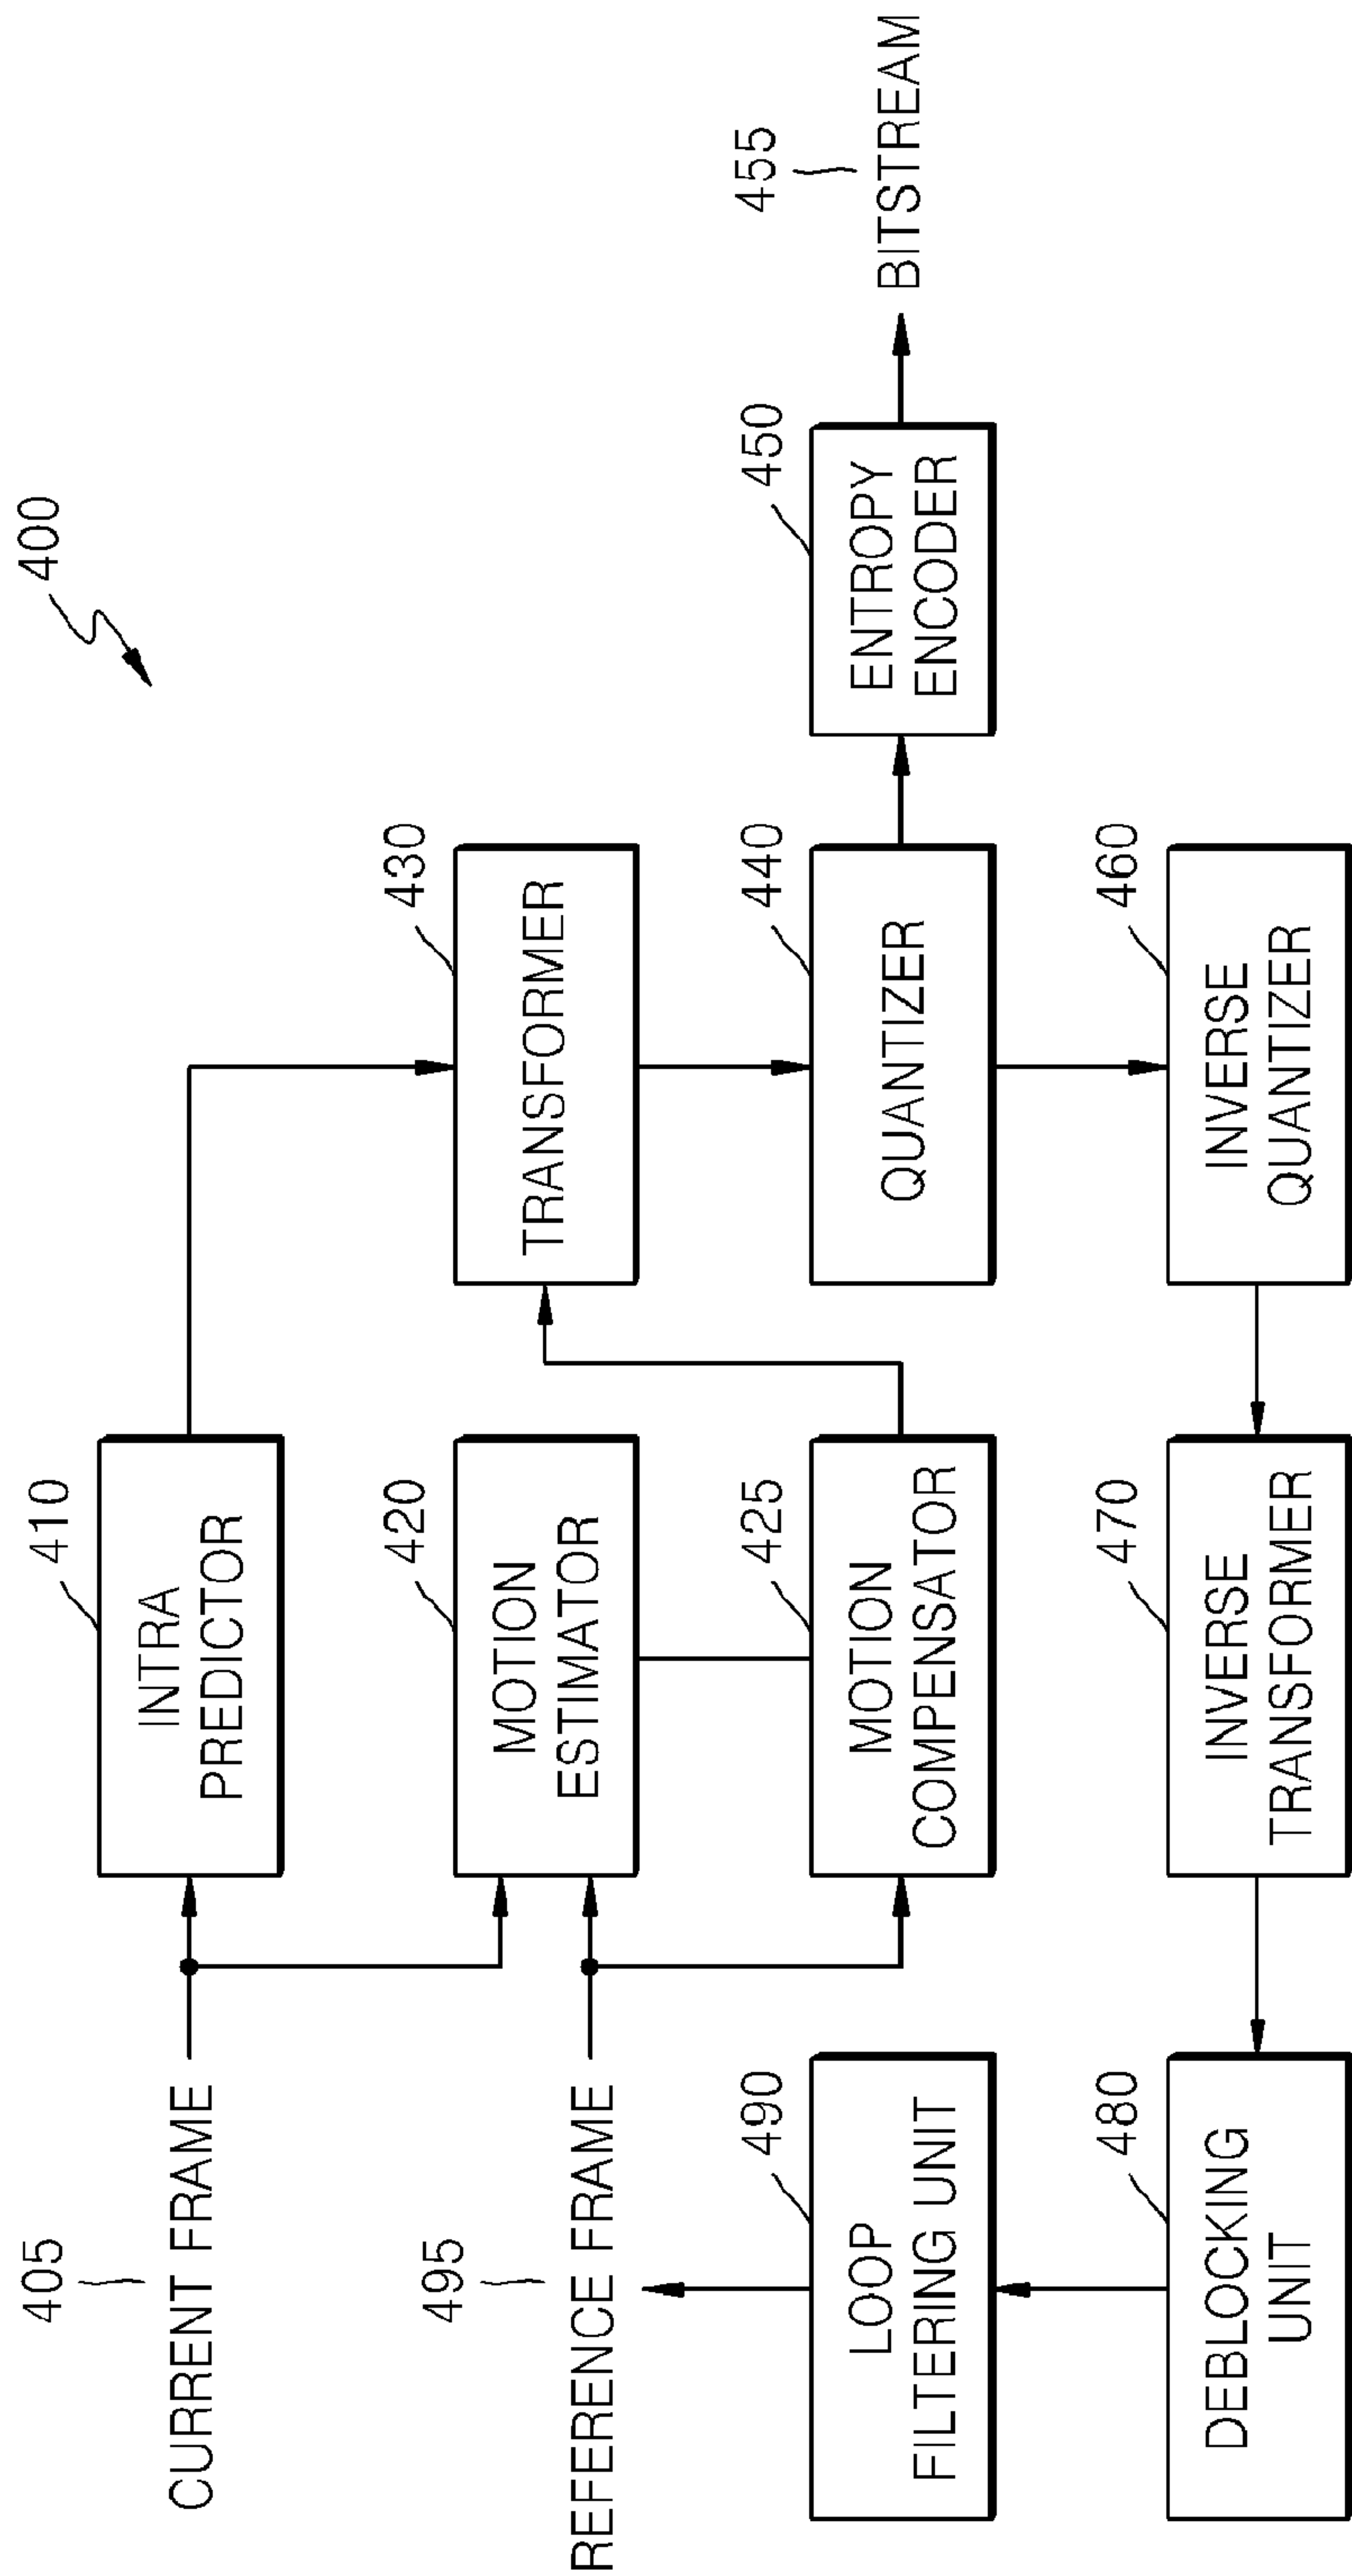 400
405
CURRENT FRAME
410
INTRA
PREDICTOR
495
REFERENCE FRAME
420
MOTION
ESTIMATOR
430
TRANSFORMER
490
LOOP
FILTERING UNIT
425
MOTION
COMPENSATOR
440
QUANTIZER
450
ENTROPY
ENCODER
455
BITSTREAM
480
DEBLOCKING
UNIT
470
INVERSE
TRANSFORMER
460
INVERSE
QUANTIZER